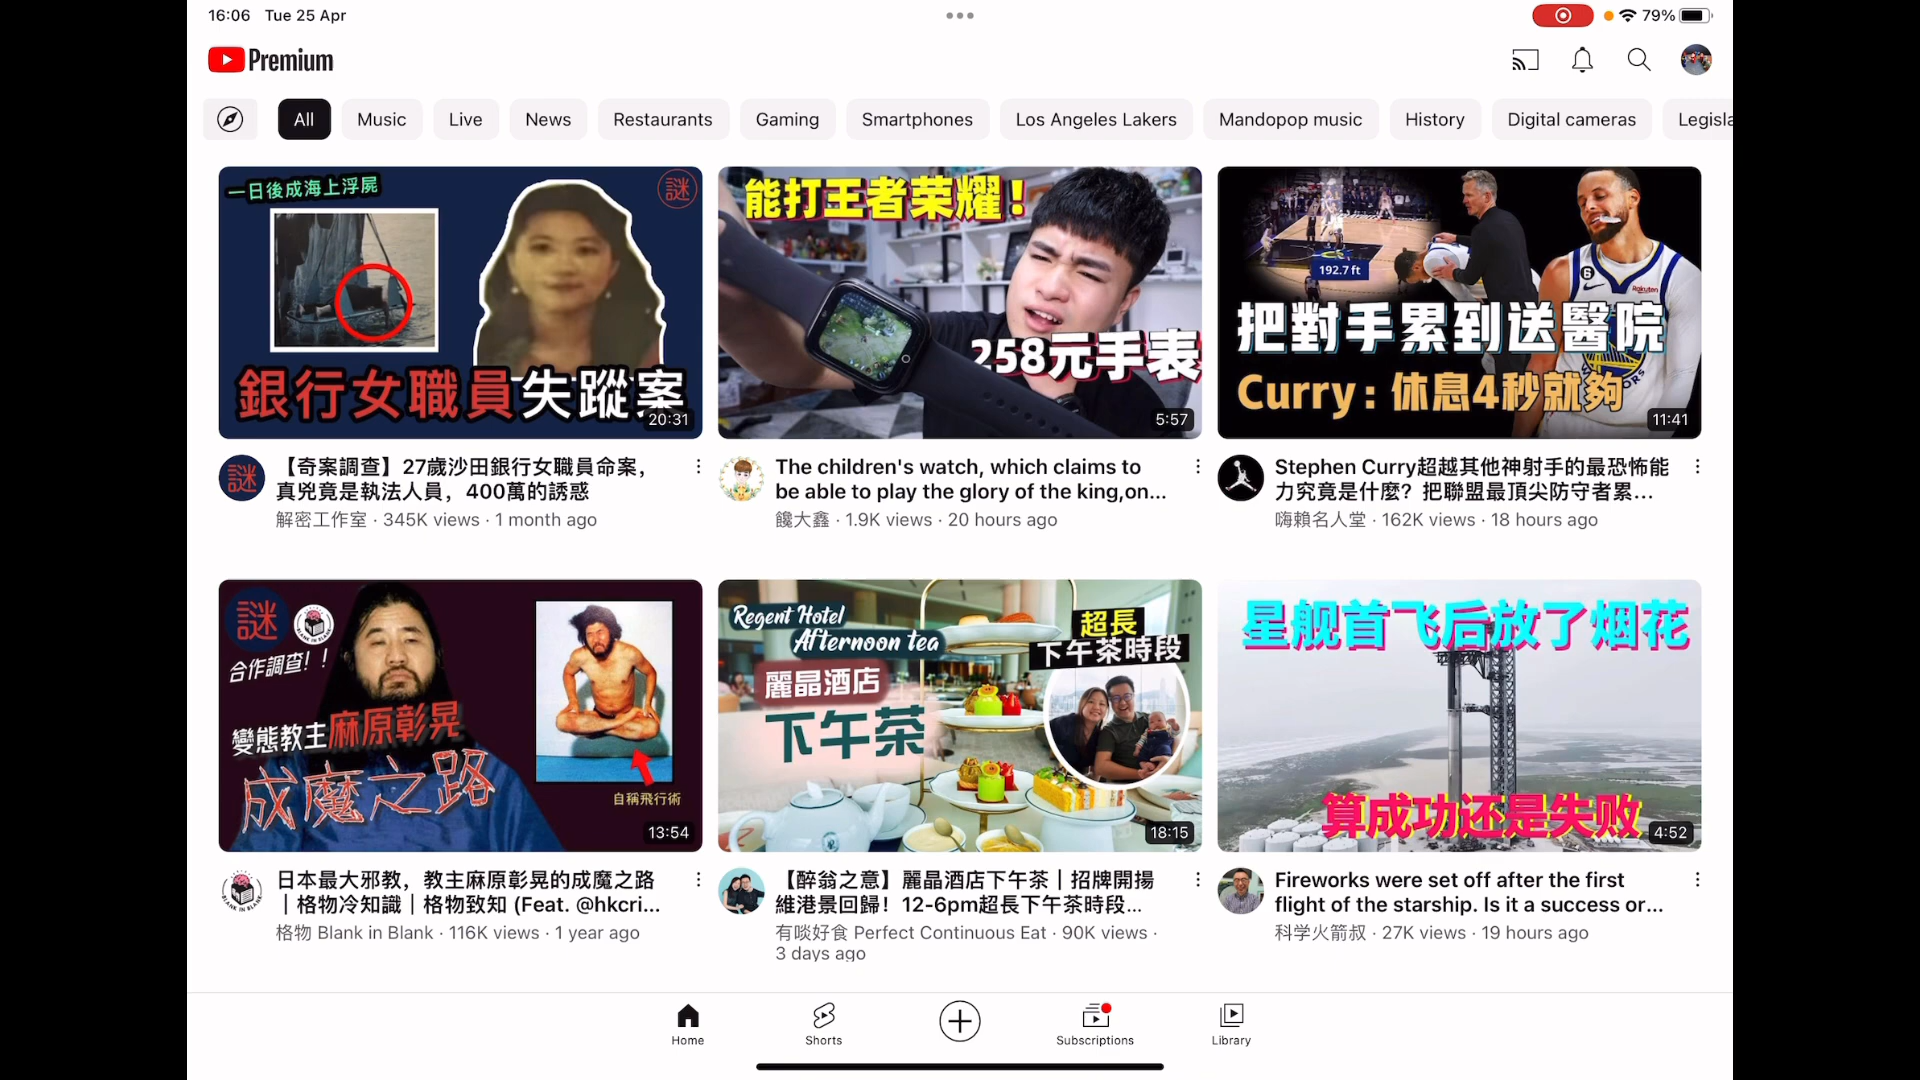 16:06 Tue 25 Apr
79%
Premium
All Music Live News Restaurants Gaming Smartphones Los Angeles Lakers Mandopop music History Digital cameras Legisla
一日後成海上浮屍
謎
銀行女職員失蹤案
20:31
能打王者荣耀！
258元手表
5:57
192.7 ft
6
Rakuten
把對手累到送醫院
Curry：休息4秒就夠
11:41
謎
【奇案調查】27歲沙田銀行女職員命案，
真兇竟是執法人員，400萬的誘惑
解密工作室 · 345K views · 1 month ago
The children's watch, which claims to
be able to play the glory of the king,on...
饞大鑫 · 1.9K views · 20 hours ago
Stephen Curry超越其他神射手的最恐怖能
力究竟是什麼？把聯盟最頂尖防守者累...
嗨賴名人堂 · 162K views · 18 hours ago
謎
合作調查！！
變態教主麻原彰晃
成魔之路
自稱飛行術
13:54
Regent Hotel
Afternoon tea
麗晶酒店
下午茶
超長
下午茶時段
18:15
星舰首飞后放了烟花
算成功还是失败
4:52
BLANK IN BLANK
日本最大邪教，教主麻原彰晃的成魔之路
｜格物冷知識｜格物致知 (Feat. @hkcri...
格物 Blank in Blank · 116K views · 1 year ago
【醉翁之意】麗晶酒店下午茶｜招牌開揚
維港景回歸！12-6pm超長下午茶時段...
有啖好食 Perfect Continuous Eat · 90K views ·
3 days ago
Fireworks were set off after the first
flight of the starship. Is it a success or...
科学火箭叔 · 27K views · 19 hours ago
Home Shorts Subscriptions Library